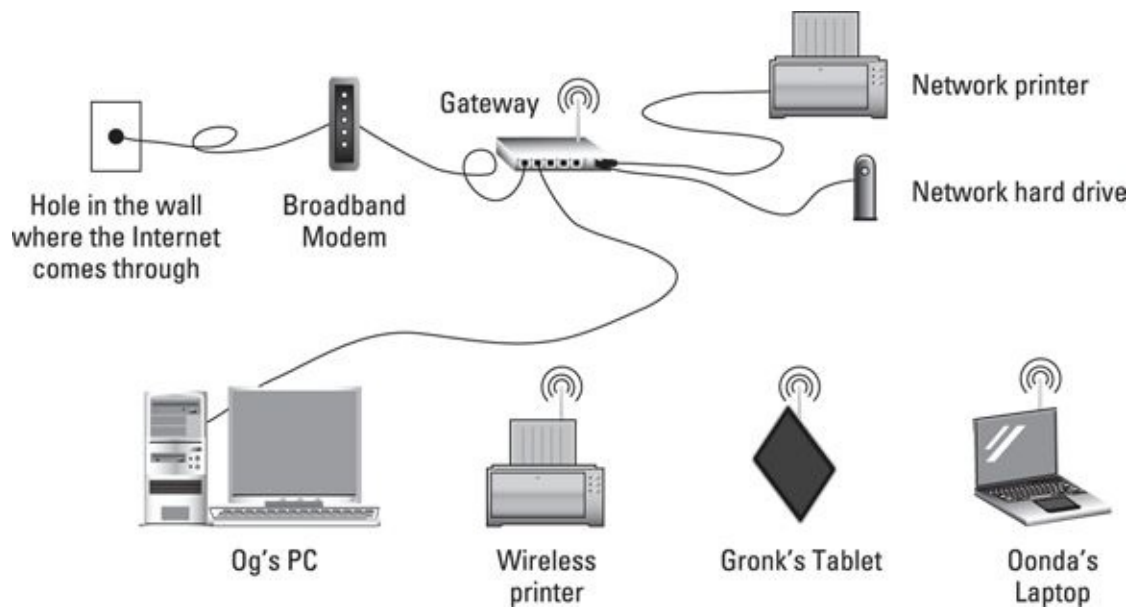 Gateway
Network printer
Network hard drive
Hole in the wall
where the Internet
comes through
Broadband
Modem
Og's PC
Wireless
printer
Gronk's Tablet
Oonda's
Laptop